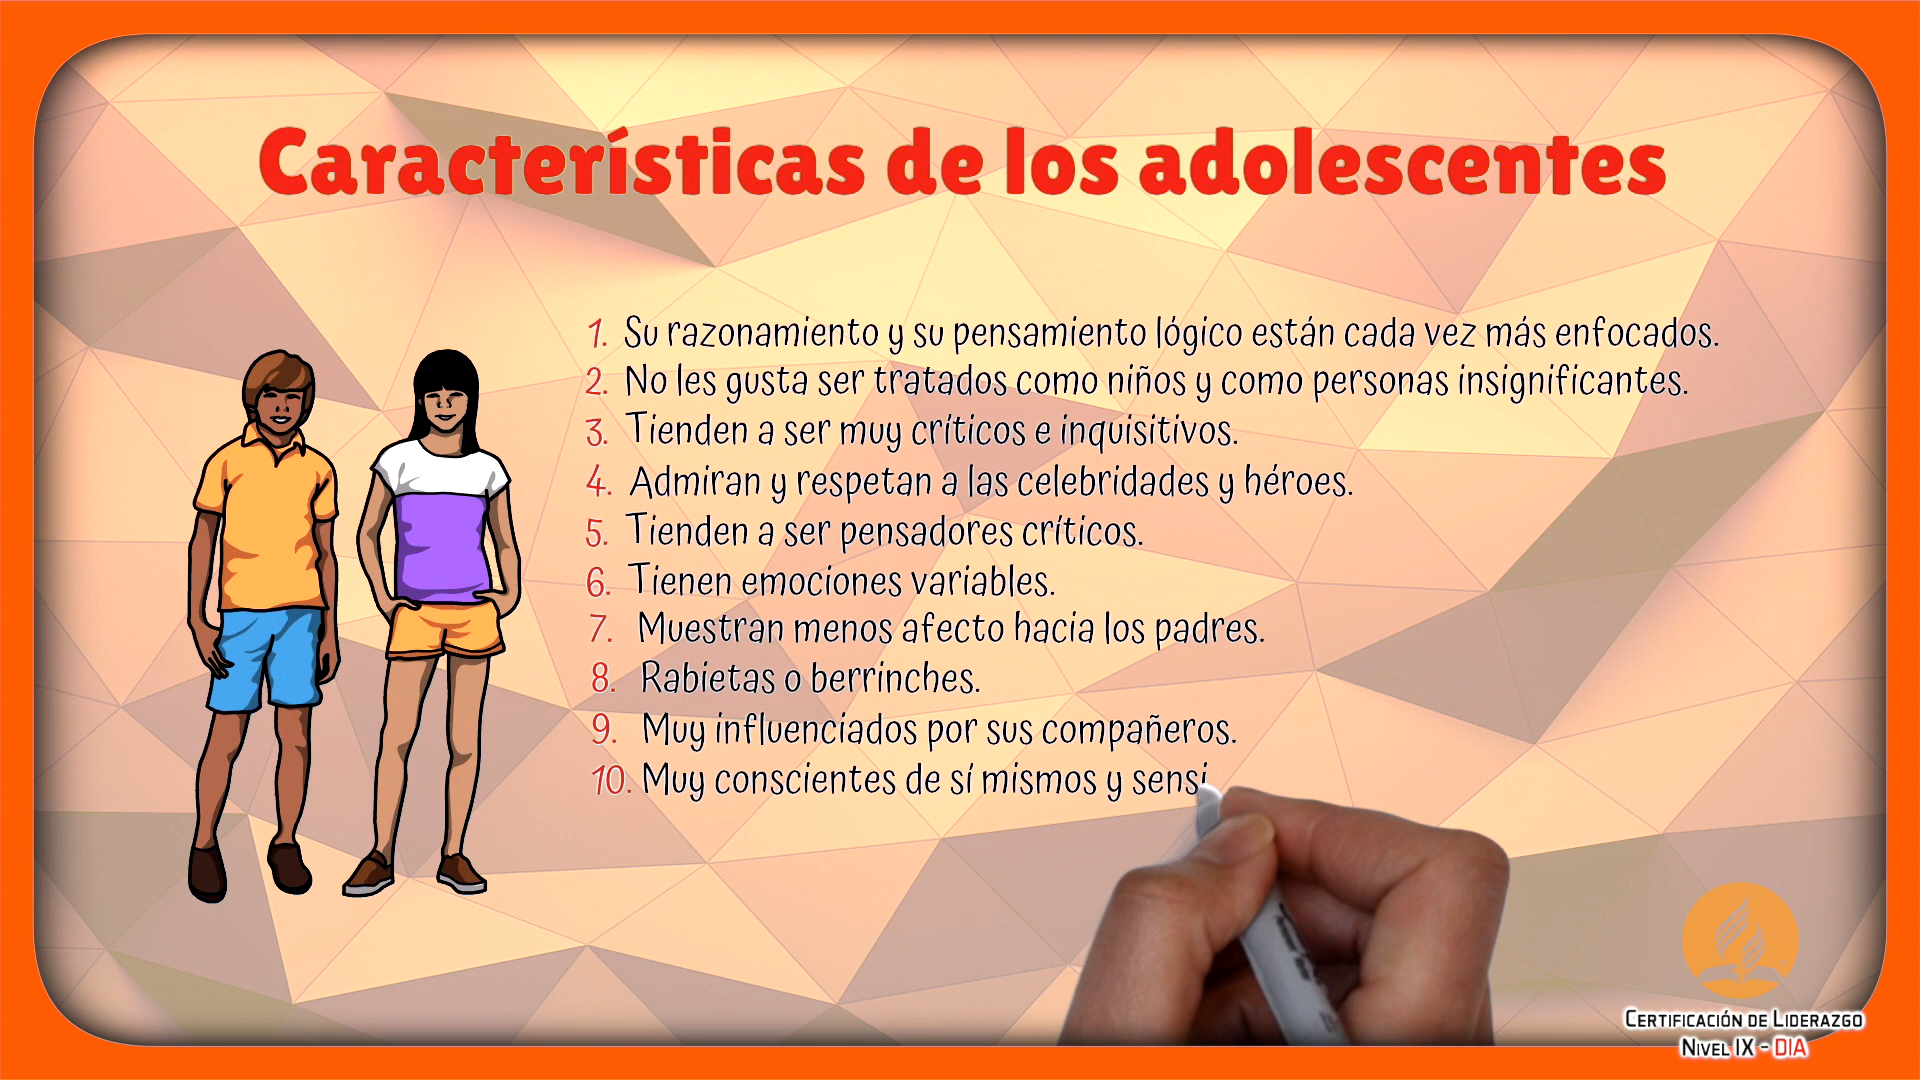 Características de los adolescentes
1. Su razonamiento y su pensamiento lógico están cada vez más enfocados.
2. No les gusta ser tratados como niños y como personas insignificantes.
3. Tienden a ser muy críticos e inquisitivos.
4. Admiran y respetan a las celebridades y héroes.
5. Tienden a ser pensadores críticos.
6. Tienen emociones variables.
7. Muestran menos afecto hacia los padres.
8. Rabietas o berrinches.
9. Muy influenciados por sus compañeros.
10. Muy conscientes de sí mismos y sensi
Certificación de Liderazgo
Nivel IX - DIA